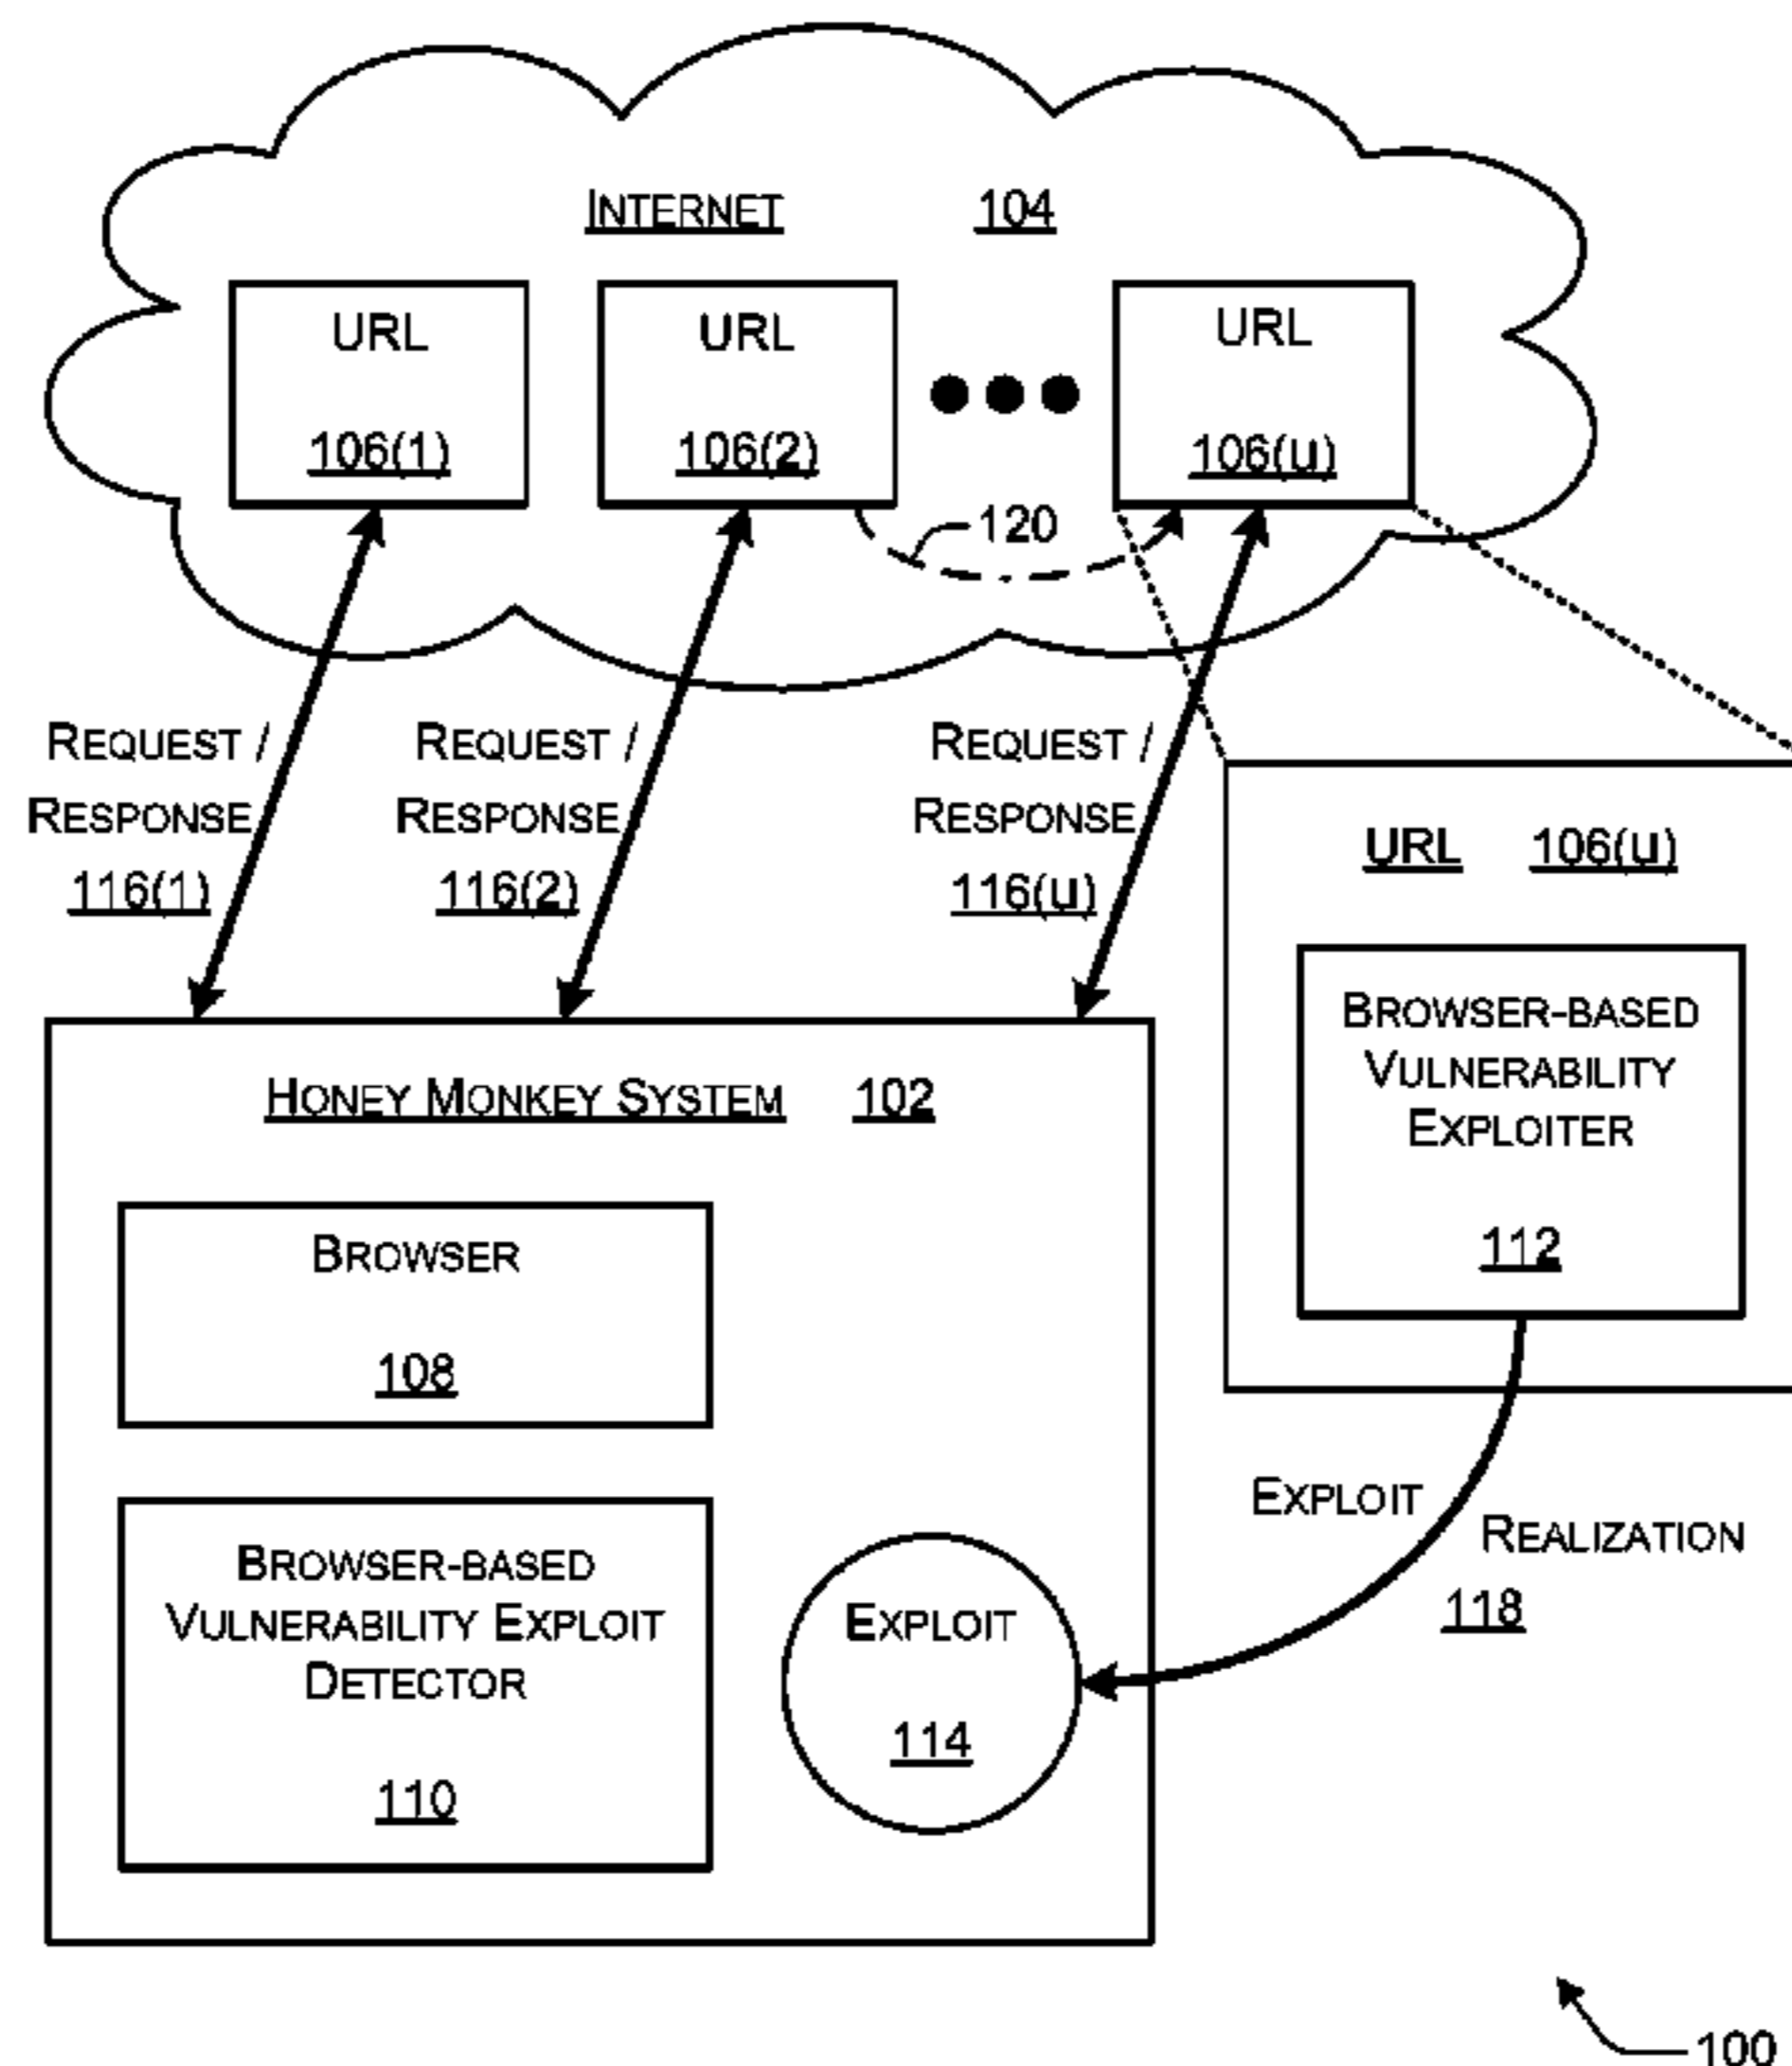 INTERNET 104
URL
106(1)
URL
106(2)
URL
106(u)
120
REQUEST /
RESPONSE
116(1)
REQUEST /
RESPONSE
116(2)
REQUEST /
RESPONSE
116(u)
URL 106(u)
BROWSER-BASED
VULNERABILITY
EXPLOITER
112
HONEY MONKEY SYSTEM 102
BROWSER
108
BROWSER-BASED
VULNERABILITY EXPLOIT
DETECTOR
110
EXPLOIT
114
EXPLOIT
REALIZATION
118
100